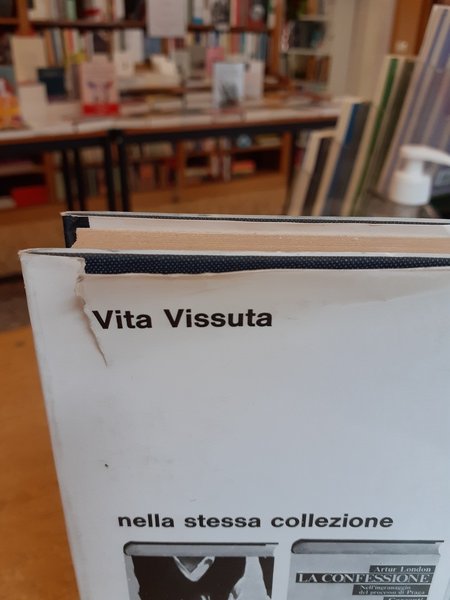 Vita Vissuta
nella stessa collezione
Artur London
LA CONFESSIONE
Nell'ingranaggio
del processo di Praga